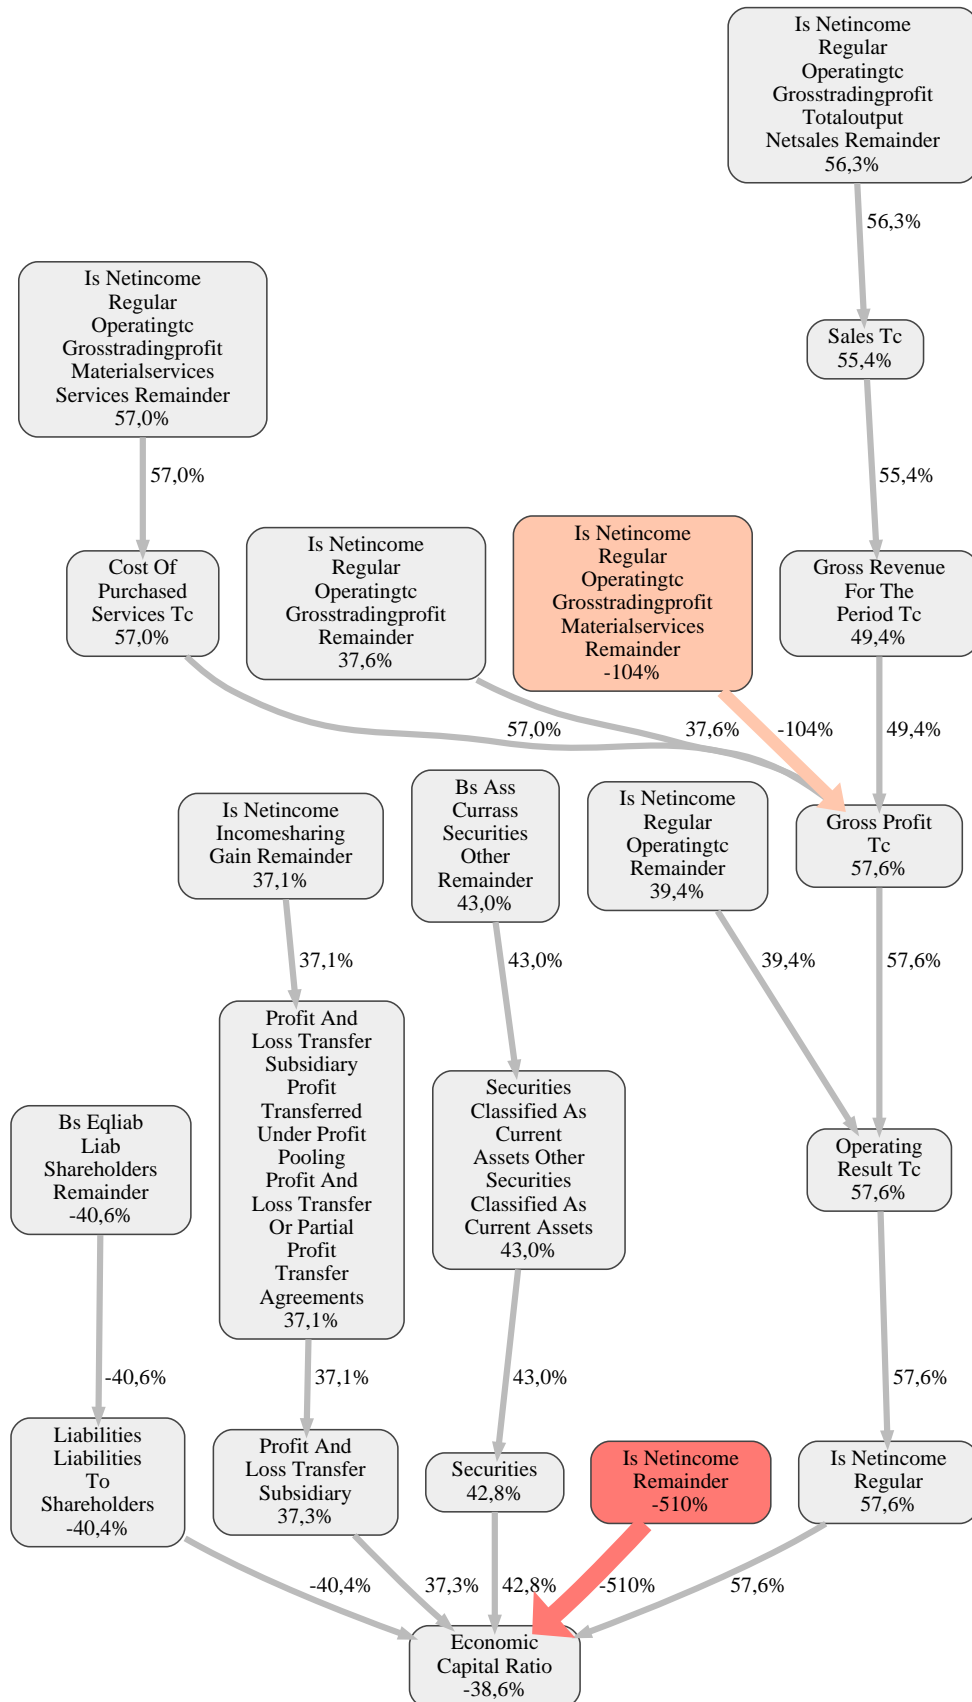 Is Netincome
Regular
Operatingtc
Grosstradingprofit
Totaloutput
Netsales Remainder
56,3%
56,3%
Is Netincome
Regular
Operatingtc
Grosstradingprofit
Materialservices
Services Remainder
57,0%
Sales Tc
55,4%
57,0%
55,4%
Cost Of
Purchased
Services Tc
57,0%
Is Netincome
Regular
Operatingtc
Grosstradingprofit
Remainder
37,6%
Is Netincome
Regular
Operatingtc
Grosstradingprofit
Materialservices
Remainder
-104%
Gross Revenue
For The
Period Tc
49,4%
57,0%
37,6%
-104%
49,4%
Is Netincome
Incomesharing
Gain Remainder
37,1%
Bs Ass
Currass
Securities
Other
Remainder
43,0%
Is Netincome
Regular
Operatingtc
Remainder
39,4%
Gross Profit
Tc
57,6%
37,1%
43,0%
39,4%
57,6%
Bs Eqliab
Liab
Shareholders
Remainder
-40,6%
Profit And
Loss Transfer
Subsidiary
Profit
Transferred
Under Profit
Pooling
Profit And
Loss Transfer
Or Partial
Profit
Transfer
Agreements
37,1%
Securities
Classified As
Current
Assets Other
Securities
Classified As
Current Assets
43,0%
Operating
Result Tc
57,6%
-40,6%
37,1%
43,0%
57,6%
Liabilities
Liabilities
To
Shareholders
-40,4%
Profit And
Loss Transfer
Subsidiary
37,3%
Securities
42,8%
Is Netincome
Remainder
-510%
Is Netincome
Regular
57,6%
-40,4%
37,3%
42,8%
-510%
57,6%
Economic
Capital Ratio
-38,6%